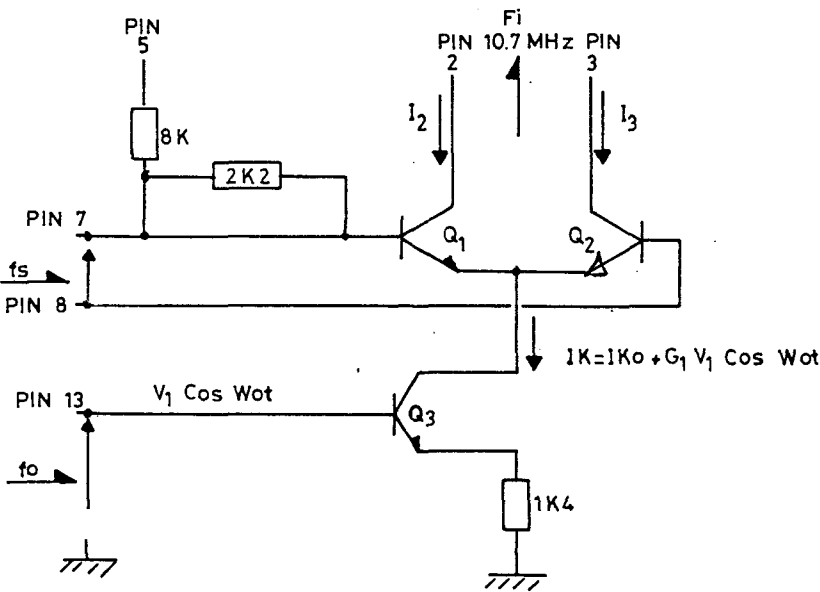 Fi
PIN 10.7 MHz PIN
2 3
PIN
5
I2 I3
8K
2K2
PIN 7
Q1 Q2
fs
PIN 8
IK=IKo+G1 V1 Cos Wot
V1 Cos Wot
PIN 13
Q3
fo
1K4